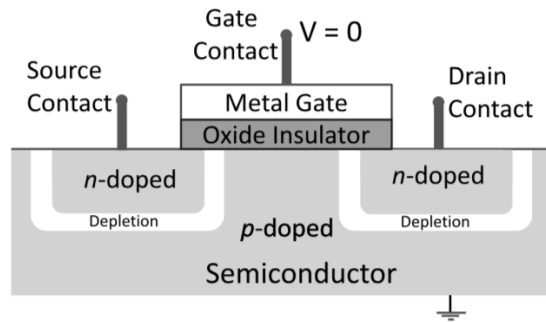 Gate
Contact
V = 0
Source
Contact
Drain
Contact
Metal Gate
Oxide Insulator
n-doped
n-doped
Depletion
Depletion
p-doped
Semiconductor